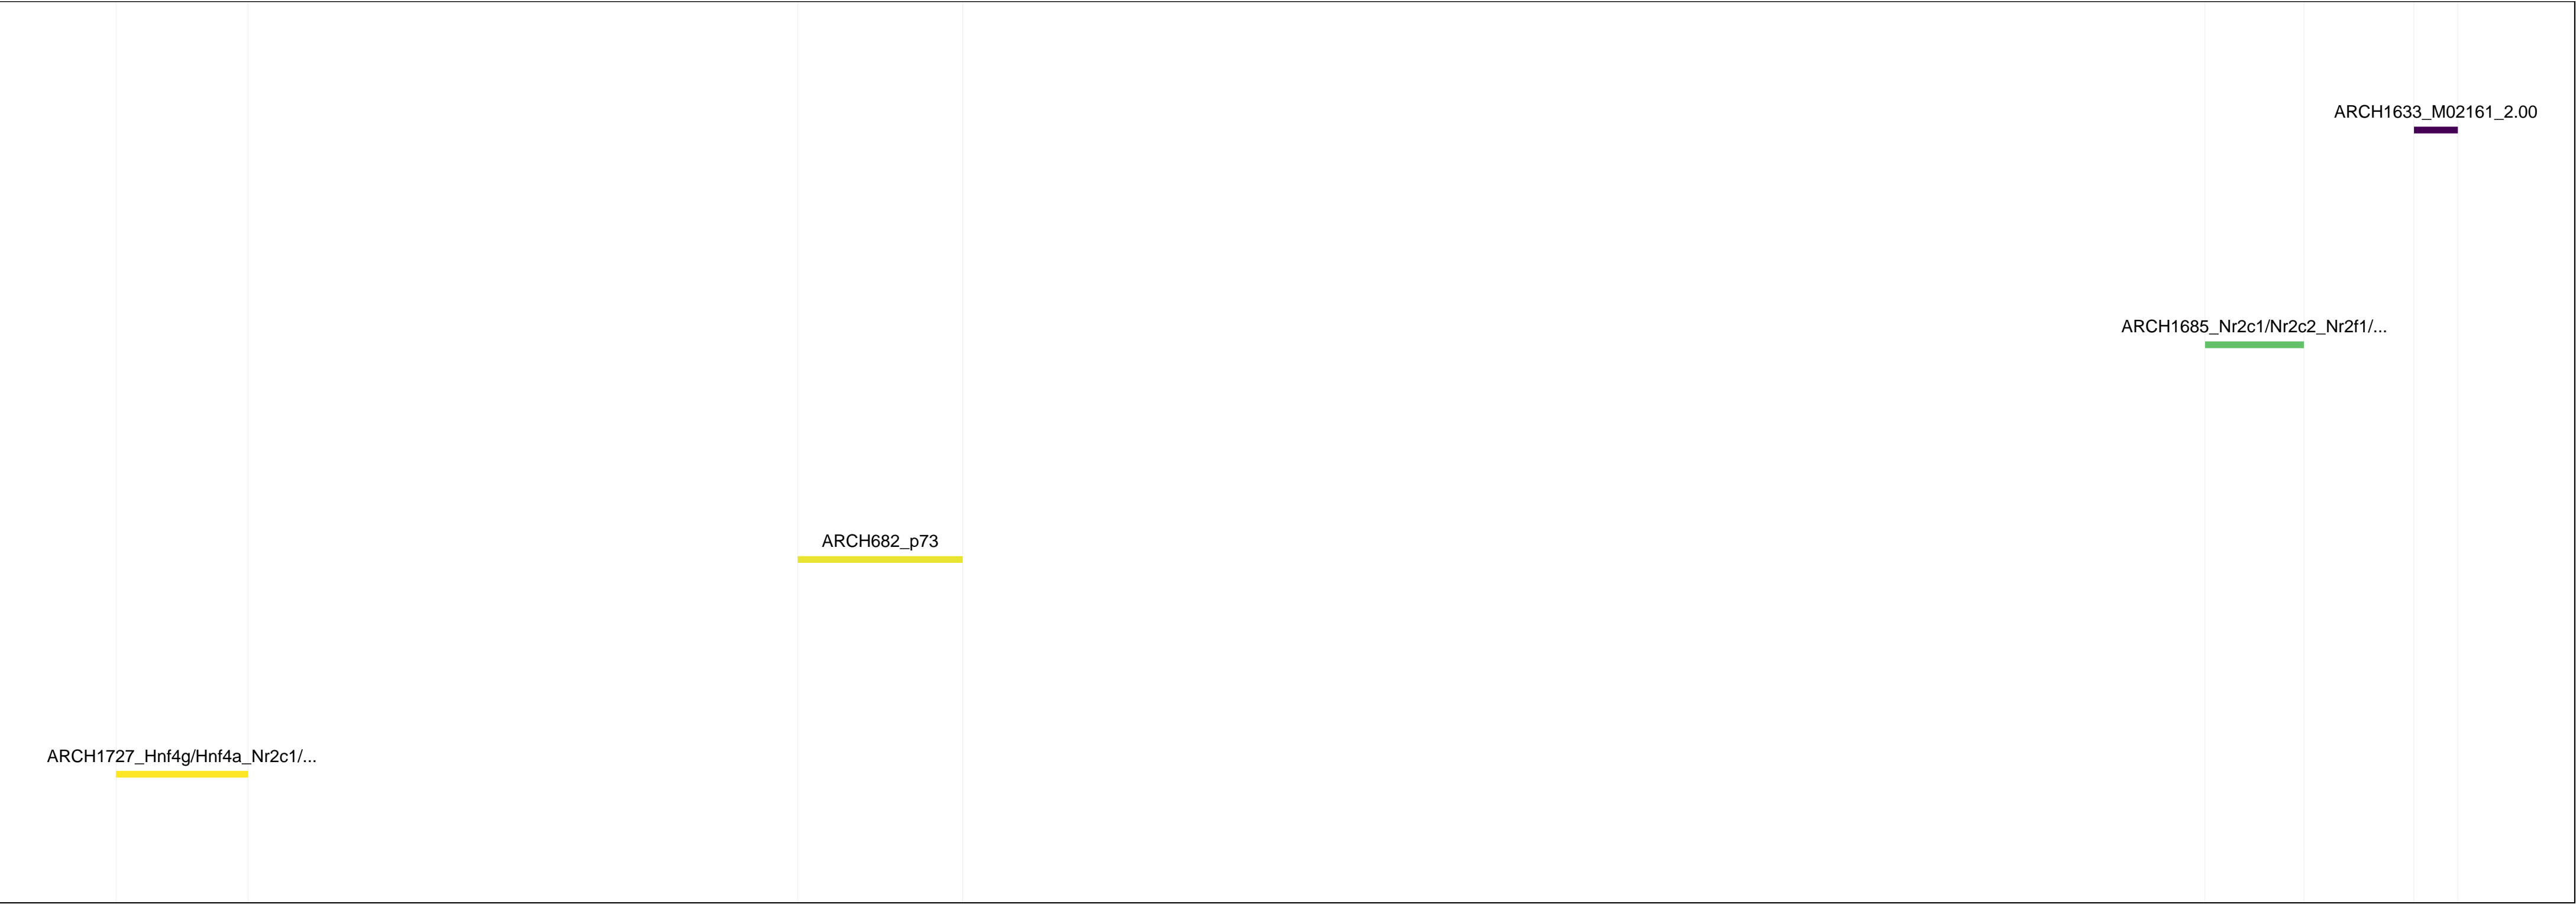 ARCH1633_M02161_2.00
ARCH1685_Nr2c1/Nr2c2_Nr2f1/...
ARCH682_p73
ARCH1727_Hnf4g/Hnf4a_Nr2c1/...